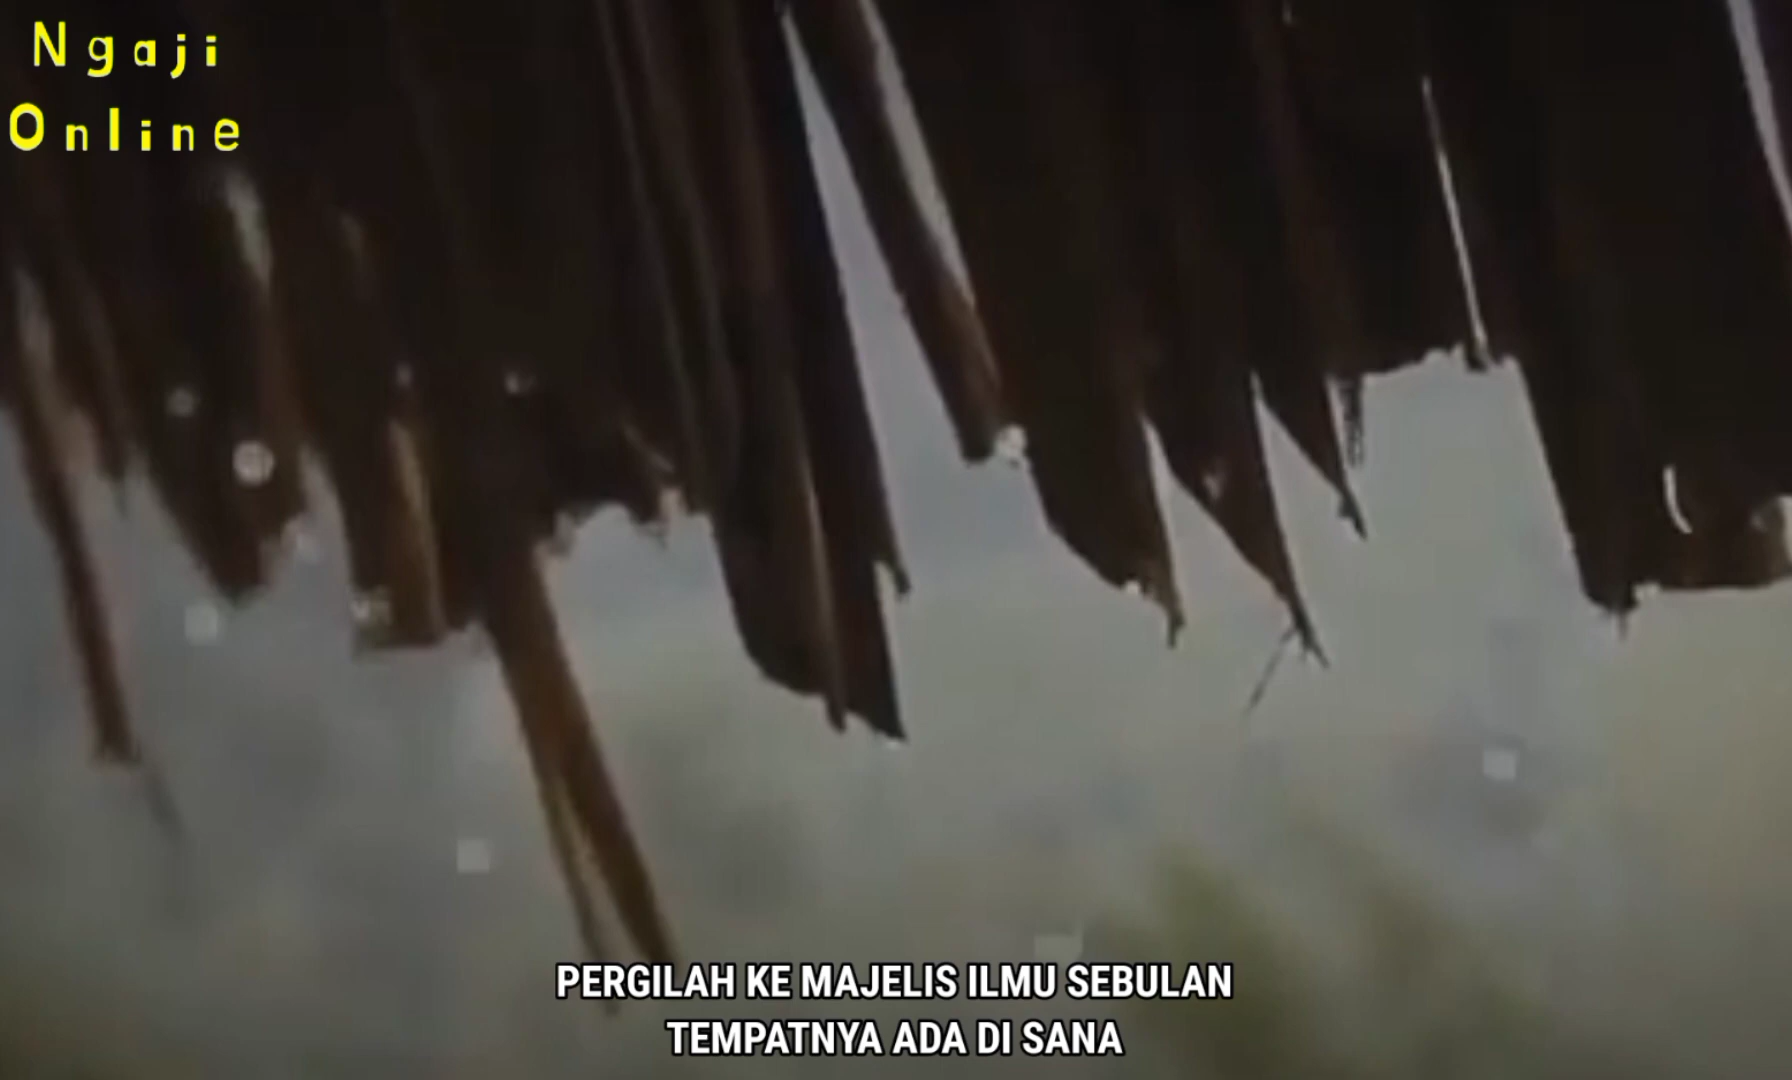 Ngaji
Online
PERGILAH KE MAJELIS ILMU SEBULAN
TEMPATNYA ADA DI SANA